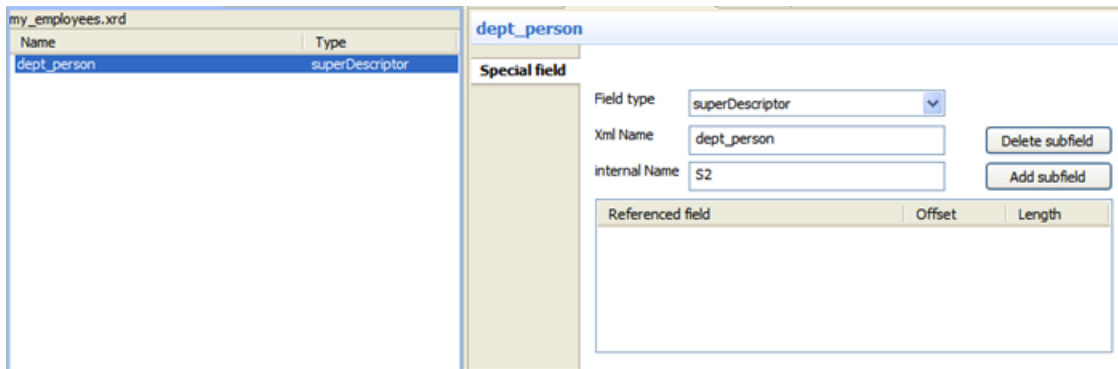 my_employees.xrd
Name Type
dept_person superDescriptor
dept_person
Special field
Field type superDescriptor
Xml Name dept_person Delete subfield
internal Name S2 Add subfield
Referenced field Offset Length